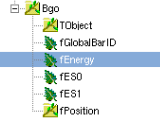 Bgo
TObject
fGlobalBarID
fEnergy
fES0
fES1
fPosition